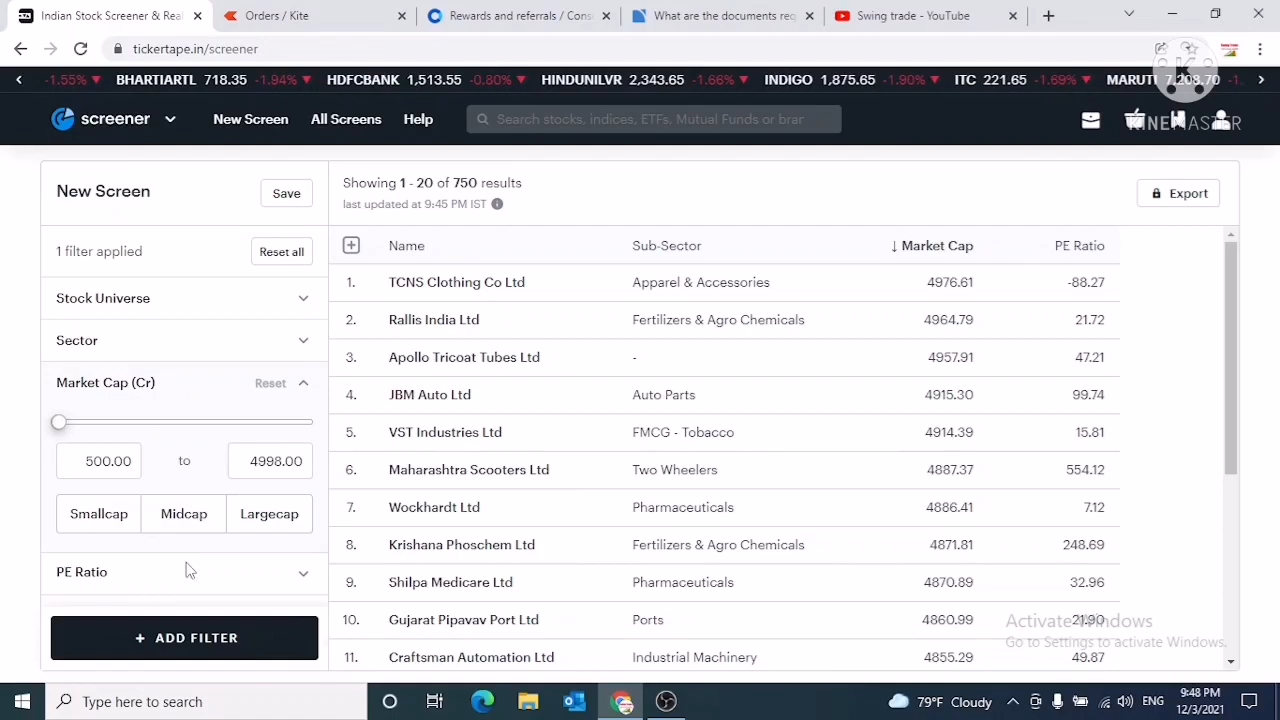 Indian Stock Screener & Real
Orders / Kite
Rewards and referrals / Cons
What are the documents req
Swing trade - YouTube
tickertape.in/screener
-1.55% BHARTIARTL 718.35 -1.94% HDFCBANK 1,513.55 -0.80% HINDUNILVR 2,343.65 -1.66% INDIGO 1,875.65 -1.90% ITC 221.65 -1.69% MARUTI 7,208.70 -1.
screener
New Screen
All Screens
Help
Search stocks, indices, ETFs, Mutual Funds or brar
KINEMASTER
New Screen
Save
Showing 1 - 20 of 750 results
last updated at 9:45 PM IST
Export
1 filter applied
Reset all
Name Sub-Sector ↓ Market Cap PE Ratio
Stock Universe
1. TCNS Clothing Co Ltd Apparel & Accessories 4976.61 -88.27
Sector
2. Rallis India Ltd Fertilizers & Agro Chemicals 4964.79 21.72
3. Apollo Tricoat Tubes Ltd - 4957.91 47.21
Market Cap (Cr)
Reset
4. JBM Auto Ltd Auto Parts 4915.30 99.74
5. VST Industries Ltd FMCG - Tobacco 4914.39 15.81
500.00 to 4998.00
6. Maharashtra Scooters Ltd Two Wheelers 4887.37 554.12
Smallcap Midcap Largecap
7. Wockhardt Ltd Pharmaceuticals 4886.41 7.12
8. Krishana Phoschem Ltd Fertilizers & Agro Chemicals 4871.81 248.69
PE Ratio
9. Shilpa Medicare Ltd Pharmaceuticals 4870.89 32.96
10. Gujarat Pipavav Port Ltd Ports 4860.99 21.90
+ ADD FILTER
11. Craftsman Automation Ltd Industrial Machinery 4855.29 49.87
Activate Windows
Go to Settings to activate Windows.
Type here to search
79°F Cloudy
ENG
9:48 PM
12/3/2021